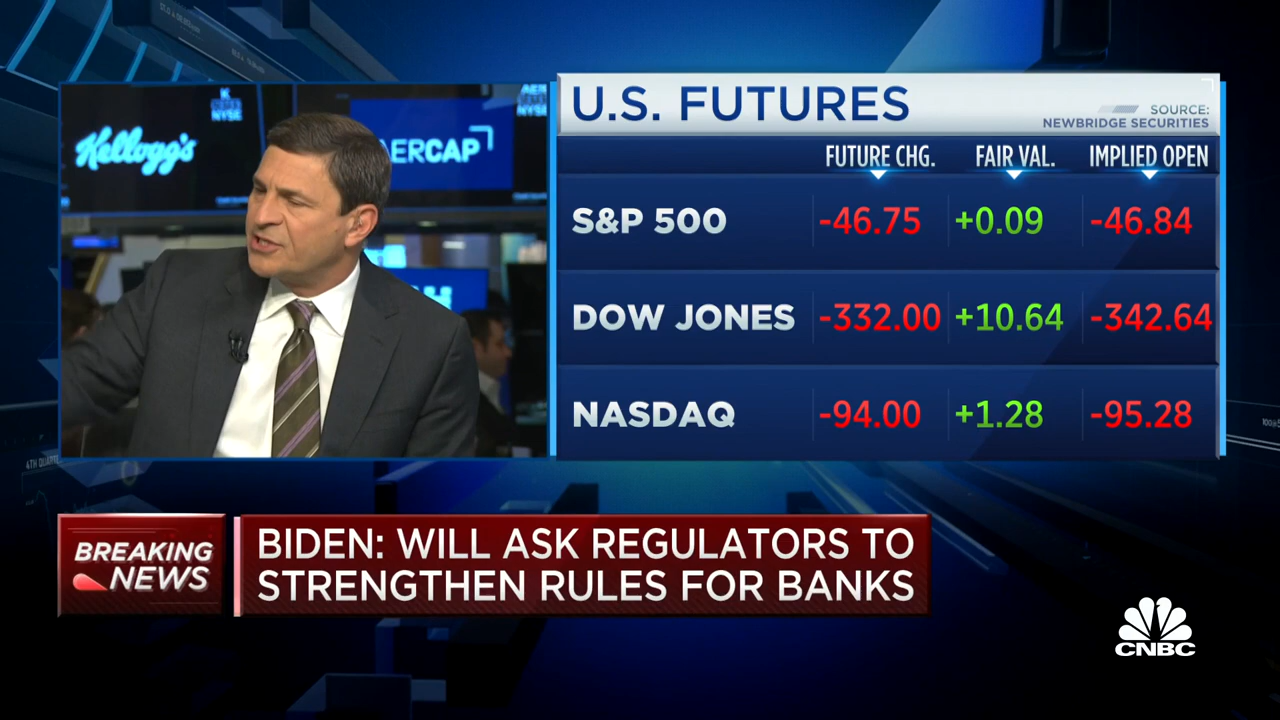 K
NYSE
Kellogg's
AERCAP
U.S. FUTURES
SOURCE:
NEWBRIDGE SECURITIES
FUTURE CHG. FAIR VAL. IMPLIED OPEN
S&P 500 -46.75 +0.09 -46.84
DOW JONES -332.00 +10.64 -342.64
NASDAQ -94.00 +1.28 -95.28
4TH QUART
BREAKING
NEWS
BIDEN: WILL ASK REGULATORS TO
STRENGTHEN RULES FOR BANKS
CNBC